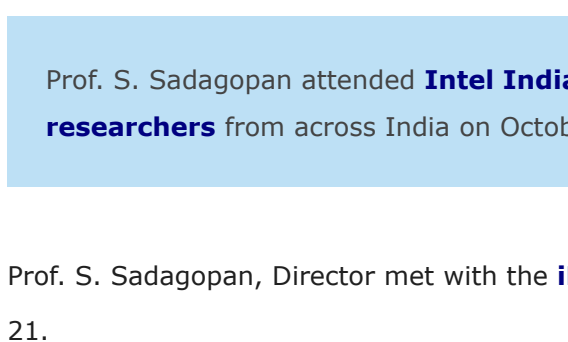 Prof. S. Sadagopan attended Intel India
researchers from across India on Octob
Prof. S. Sadagopan, Director met with the i
21.